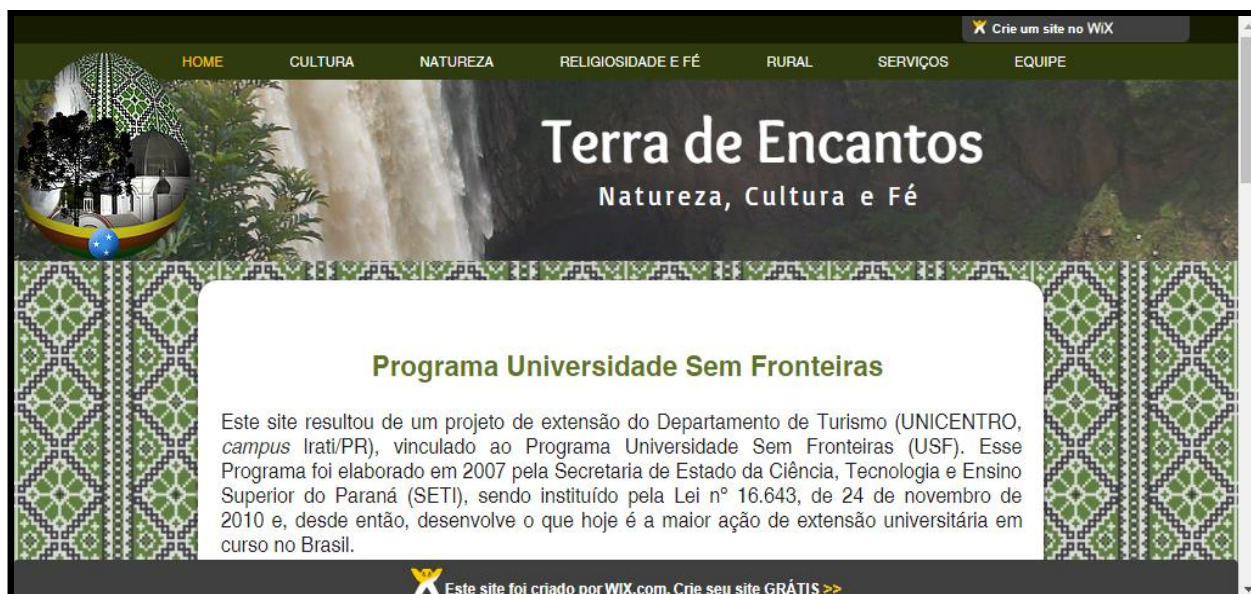 Crie um site no WiX
HOME CULTURA NATUREZA RELIGIOSIDADE E FÉ RURAL SERVIÇOS EQUIPE
Terra de Encantos
Natureza, Cultura e Fé
Programa Universidade Sem Fronteiras
Este site resultou de um projeto de extensão do Departamento de Turismo (UNICENTRO,
campus Irati/PR), vinculado ao Programa Universidade Sem Fronteiras (USF). Esse
Programa foi elaborado em 2007 pela Secretaria de Estado da Ciência, Tecnologia e Ensino
Superior do Paraná (SETI), sendo instituído pela Lei nº 16.643, de 24 de novembro de
2010 e, desde então, desenvolve o que hoje é a maior ação de extensão universitária em
curso no Brasil.
Este site foi criado por WIX.com. Crie seu site GRÁTIS >>